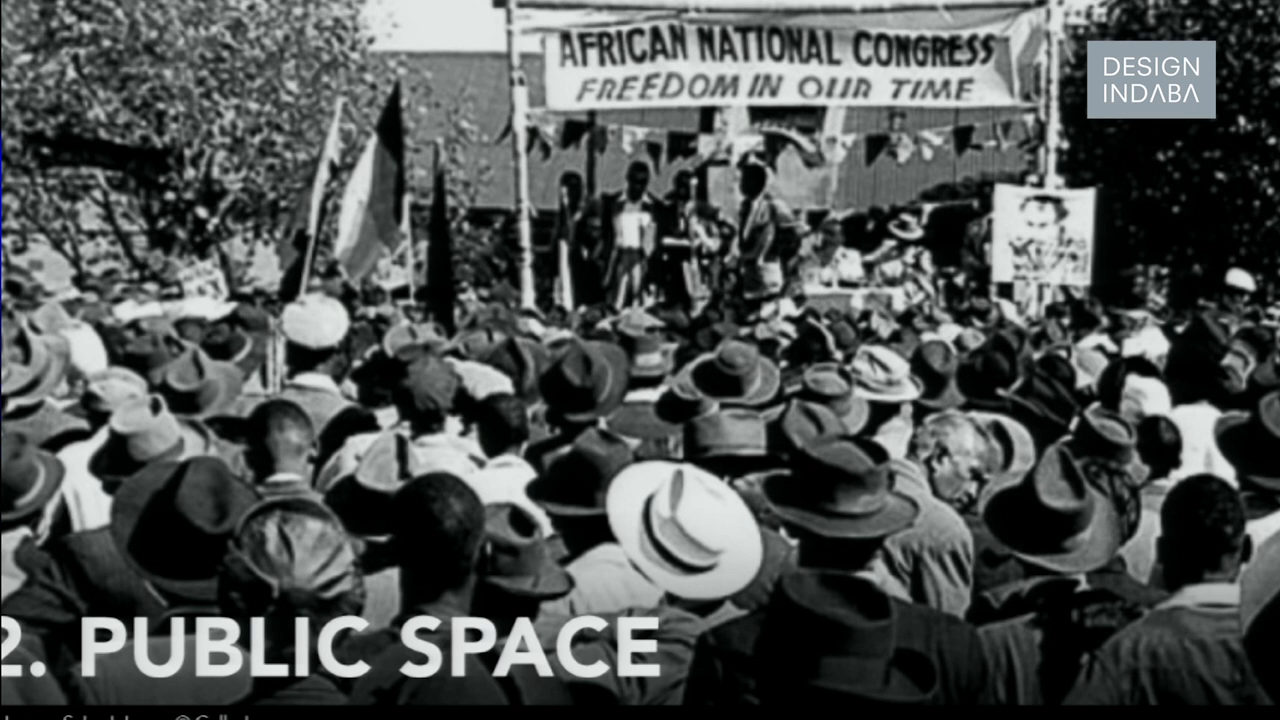 AFRICAN NATIONAL CONGRESS
FREEDOM IN OUR TIME
DESIGN
INDABA
2. PUBLIC SPACE